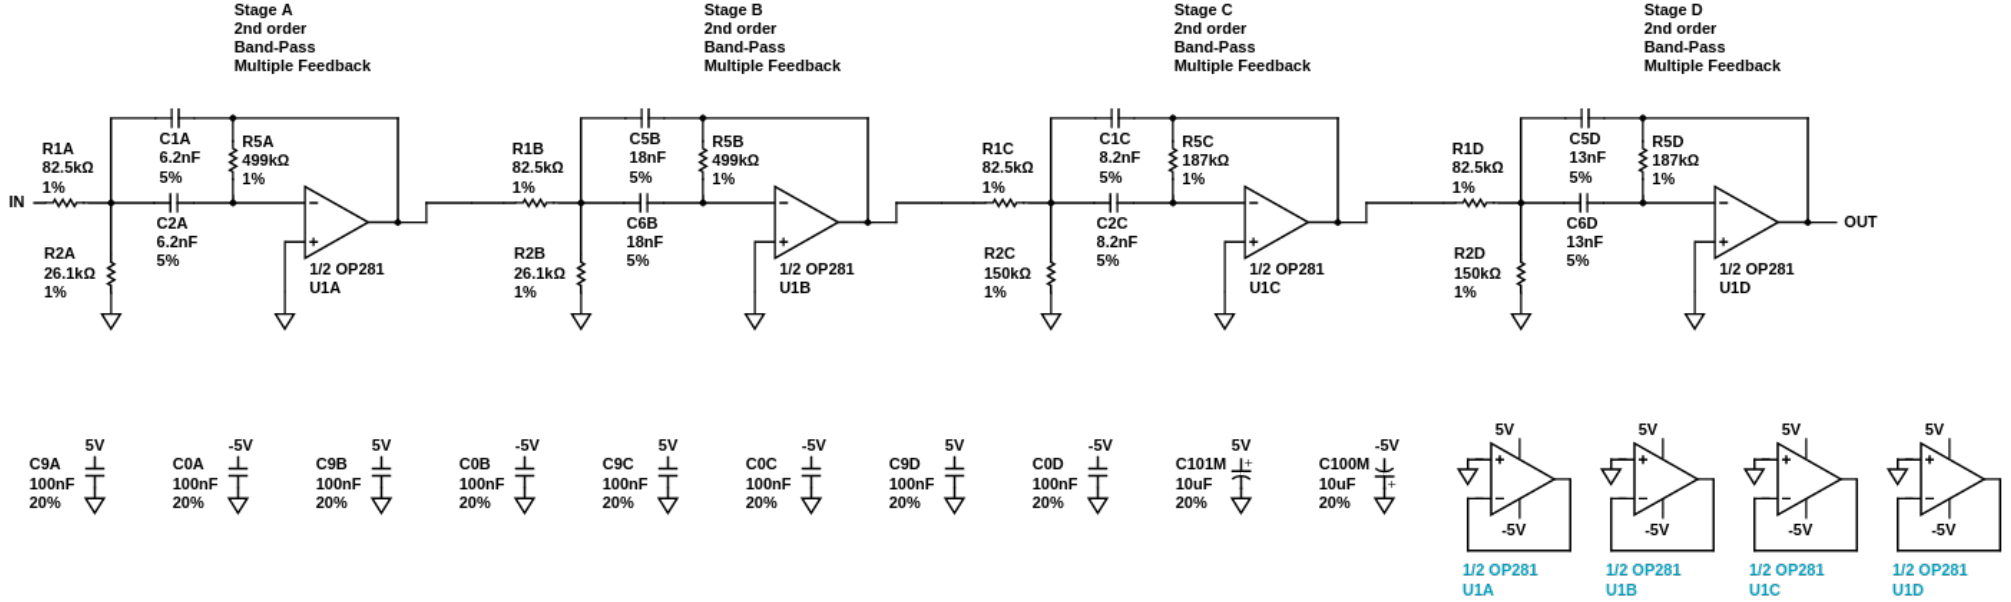 Stage A
2nd order
Band-Pass
Multiple Feedback
Stage B
2nd order
Band-Pass
Multiple Feedback
Stage C
2nd order
Band-Pass
Multiple Feedback
Stage D
2nd order
Band-Pass
Multiple Feedback
IN
R1A
82.5kΩ
1%
C1A
6.2nF
5%
R5A
499kΩ
1%
C2A
6.2nF
5%
R2A
26.1kΩ
1%
−
+
1/2 OP281
U1A
R1B
82.5kΩ
1%
C5B
18nF
5%
R5B
499kΩ
1%
C6B
18nF
5%
R2B
26.1kΩ
1%
−
+
1/2 OP281
U1B
R1C
82.5kΩ
1%
C1C
8.2nF
5%
R5C
187kΩ
1%
C2C
8.2nF
5%
R2C
150kΩ
1%
−
+
1/2 OP281
U1C
R1D
82.5kΩ
1%
C5D
13nF
5%
R5D
187kΩ
1%
C6D
13nF
5%
R2D
150kΩ
1%
−
+
1/2 OP281
U1D
OUT
5V
C9A
100nF
20%
-5V
C0A
100nF
20%
5V
C9B
100nF
20%
-5V
C0B
100nF
20%
5V
C9C
100nF
20%
-5V
C0C
100nF
20%
5V
C9D
100nF
20%
-5V
C0D
100nF
20%
5V
C101M
+
10uF
20%
-5V
C100M
10uF
+
20%
5V
+
−
-5V
1/2 OP281
U1A
5V
+
−
-5V
1/2 OP281
U1B
5V
+
−
-5V
1/2 OP281
U1C
5V
+
−
-5V
1/2 OP281
U1D